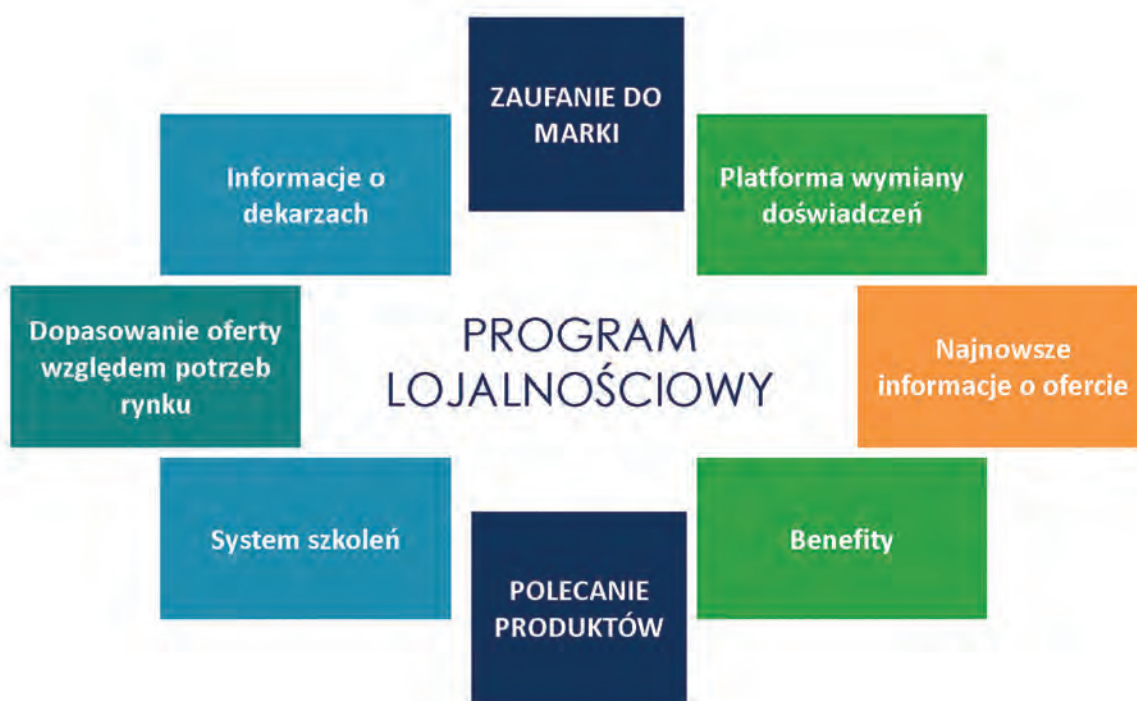 ZAUFANIE DO
MARKI
Informacje o
dekarzach
Platforma wymiany
doświadczeń
Dopasowanie oferty
względem potrzeb
rynku
PROGRAM
LOJALNOŚCIOWY
Najnowsze
informacje o ofercie
System szkoleń
Benefity
POLECANIE
PRODUKTÓW